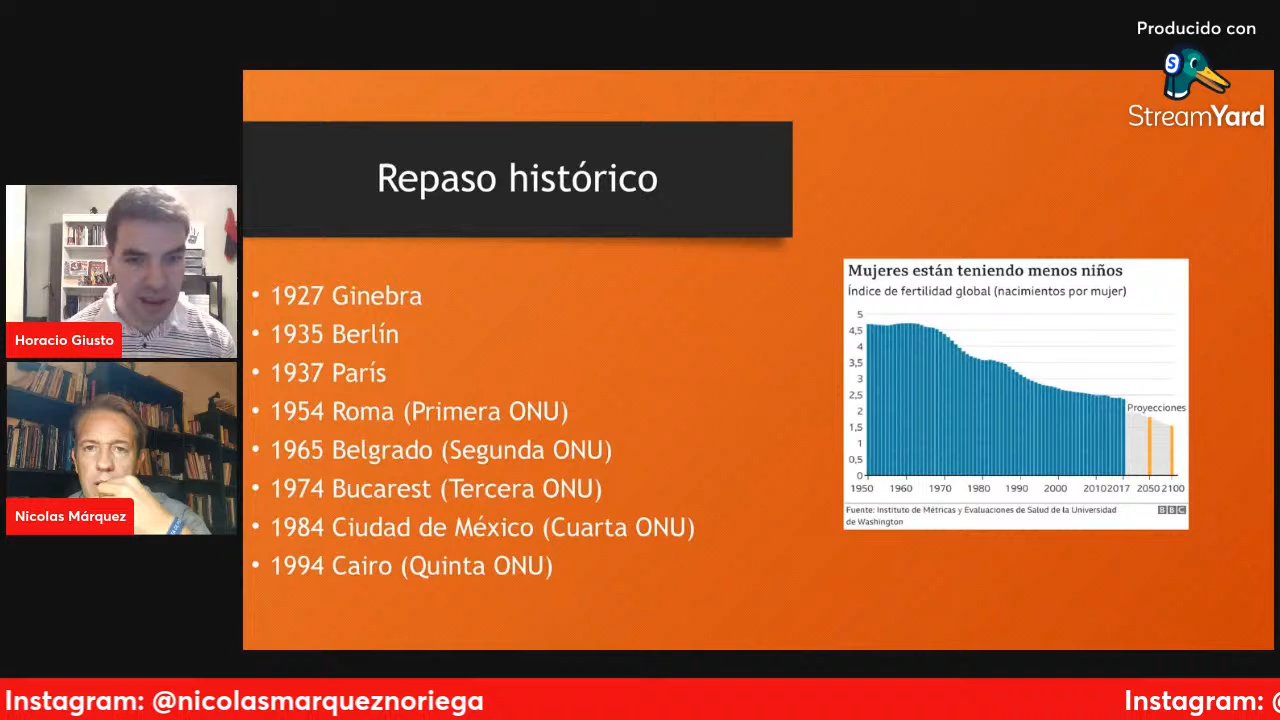 Producido con
StreamYard
Repaso histórico
• 1927 Ginebra
• 1935 Berlín
• 1937 París
• 1954 Roma (Primera ONU)
• 1965 Belgrado (Segunda ONU)
• 1974 Bucarest (Tercera ONU)
• 1984 Ciudad de México (Cuarta ONU)
• 1994 Cairo (Quinta ONU)
Mujeres están teniendo menos niños
Índice de fertilidad global (nacimientos por mujer)
5
4,5
4
3,5
3
2,5
2
1,5
1
0,5
0
Proyecciones
1950 1960 1970 1980 1990 2000 2010 2017 2050 2100
Fuente: Instituto de Métricas y Evaluaciones de Salud de la Universidad
de Washington
BBC
Horacio Giusto
Nicolas Márquez
Instagram: @nicolasmarqueznoriega
Instagram: @